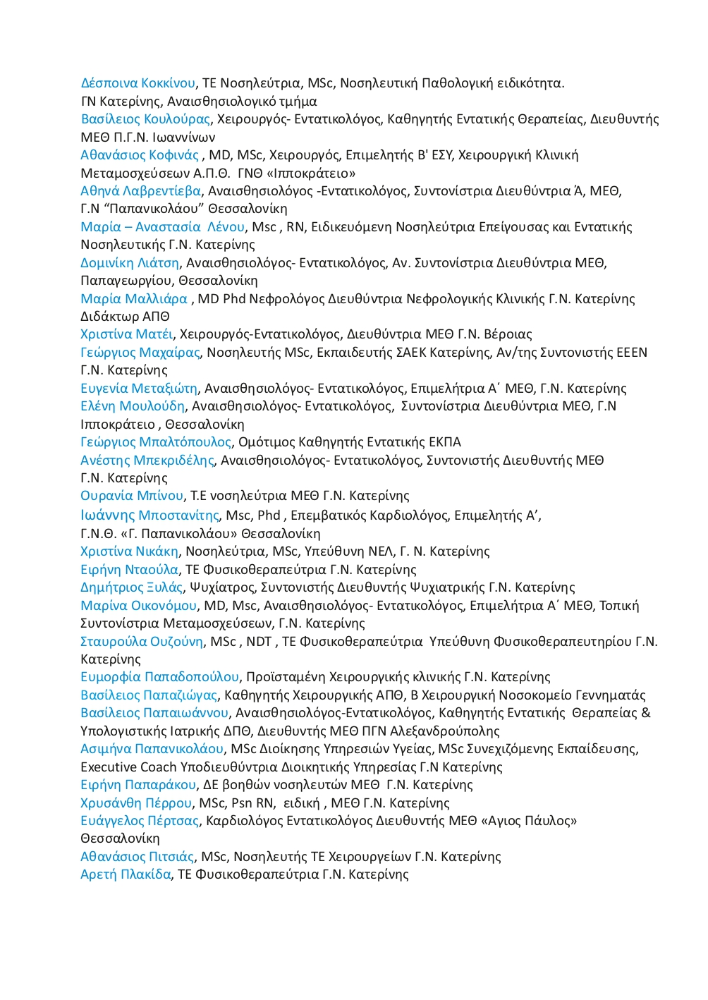 Δέσποινα Κοκκίνου, ΤΕ Νοσηλεύτρια, MSc, Νοσηλευτική Παθολογική ειδικότητα.
ΓΝ Κατερίνης, Αναισθησιολογικό τμήμα
Βασίλειος Κουλούρας, Χειρουργός- Εντατικολόγος, Καθηγητής Εντατικής Θεραπείας, Διευθυντής
ΜΕΘ Π.Γ.Ν. Ιωαννίνων
Αθανάσιος Κοφινάς , MD, MSc, Χειρουργός, Επιμελητής Β' ΕΣΥ, Χειρουργική Κλινική
Μεταμοσχεύσεων Α.Π.Θ.  ΓΝΘ «Ιπποκράτειο»
Αθηνά Λαβρεντίεβα, Αναισθησιολόγος -Εντατικολόγος, Συντονίστρια Διευθύντρια Ά, ΜΕΘ,
Γ.Ν “Παπανικολάου” Θεσσαλονίκη
Μαρία – Αναστασία  Λένου, Msc , RN, Ειδικευόμενη Νοσηλεύτρια Επείγουσας και Εντατικής
Νοσηλευτικής Γ.Ν. Κατερίνης
Δομινίκη Λιάτση, Αναισθησιολόγος- Εντατικολόγος, Αν. Συντονίστρια Διευθύντρια ΜΕΘ,
Παπαγεωργίου, Θεσσαλονίκη
Μαρία Μαλλιάρα , MD Phd Νεφρολόγος Διευθύντρια Νεφρολογικής Κλινικής Γ.Ν. Κατερίνης
Διδάκτωρ ΑΠΘ
Χριστίνα Ματέι, Χειρουργός-Εντατικολόγος, Διευθύντρια ΜΕΘ Γ.Ν. Βέροιας
Γεώργιος Μαχαίρας, Νοσηλευτής MSc, Εκπαιδευτής ΣΑΕΚ Κατερίνης, Αν/της Συντονιστής ΕΕΕΝ
Γ.Ν. Κατερίνης
Ευγενία Μεταξιώτη, Αναισθησιολόγος- Εντατικολόγος, Επιμελήτρια Α΄ ΜΕΘ, Γ.Ν. Κατερίνης
Ελένη Μουλούδη, Αναισθησιολόγος- Εντατικολόγος,  Συντονίστρια Διευθύντρια ΜΕΘ, Γ.Ν
Ιπποκράτειο , Θεσσαλονίκη
Γεώργιος Μπαλτόπουλος, Ομότιμος Καθηγητής Εντατικής ΕΚΠΑ
Ανέστης Μπεκριδέλης, Αναισθησιολόγος- Εντατικολόγος, Συντονιστής Διευθυντής ΜΕΘ
Γ.Ν. Κατερίνης
Ουρανία Μπίνου, Τ.Ε νοσηλεύτρια ΜΕΘ Γ.Ν. Κατερίνης
Ιωάννης Μποστανίτης, Msc, Phd , Επεμβατικός Καρδιολόγος, Επιμελητής Α’,
Γ.Ν.Θ. «Γ. Παπανικολάου» Θεσσαλονίκη
Χριστίνα Νικάκη, Νοσηλεύτρια, MSc, Υπεύθυνη ΝΕΛ, Γ. Ν. Κατερίνης
Ειρήνη Νταούλα, ΤΕ Φυσικοθεραπεύτρια Γ.Ν. Κατερίνης
Δημήτριος Ξυλάς, Ψυχίατρος, Συντονιστής Διευθυντής Ψυχιατρικής Γ.Ν. Κατερίνης
Μαρίνα Οικονόμου, MD, Msc, Αναισθησιολόγος- Εντατικολόγος, Επιμελήτρια Α΄ ΜΕΘ, Τοπική
Συντονίστρια Μεταμοσχεύσεων, Γ.Ν. Κατερίνης
Σταυρούλα Ουζούνη, MSc , NDT , ΤΕ Φυσικοθεραπεύτρια  Υπεύθυνη Φυσικοθεραπευτηρίου Γ.Ν.
Κατερίνης
Ευμορφία Παπαδοπούλου, Προϊσταμένη Χειρουργικής κλινικής Γ.Ν. Κατερίνης
Βασίλειος Παπαζιώγας, Καθηγητής Χειρουργικής ΑΠΘ, Β Χειρουργική Νοσοκομείο Γεννηματάς
Βασίλειος Παπαιωάννου, Αναισθησιολόγος-Εντατικολόγος, Καθηγητής Εντατικής  Θεραπείας &
Υπολογιστικής Ιατρικής ΔΠΘ, Διευθυντής ΜΕΘ ΠΓΝ Αλεξανδρούπολης
Ασιμήνα Παπανικολάου, MSc Διοίκησης Υπηρεσιών Υγείας, MSc Συνεχιζόμενης Εκπαίδευσης,
Executive Coach Υποδιευθύντρια Διοικητικής Υπηρεσίας Γ.Ν Κατερίνης
Ειρήνη Παπαράκου, ΔΕ βοηθών νοσηλευτών ΜΕΘ  Γ.Ν. Κατερίνης
Χρυσάνθη Πέρρου, MSc, Psn RN,  ειδική , ΜΕΘ Γ.Ν. Κατερίνης
Ευάγγελος Πέρτσας, Καρδιολόγος Εντατικολόγος Διευθυντής ΜΕΘ «Αγιος Πάυλος»
Θεσσαλονίκη
Αθανάσιος Πιτσιάς, MSc, Νοσηλευτής ΤΕ Χειρουργείων Γ.Ν. Κατερίνης
Αρετή Πλακίδα, ΤΕ Φυσικοθεραπεύτρια Γ.Ν. Κατερίνης